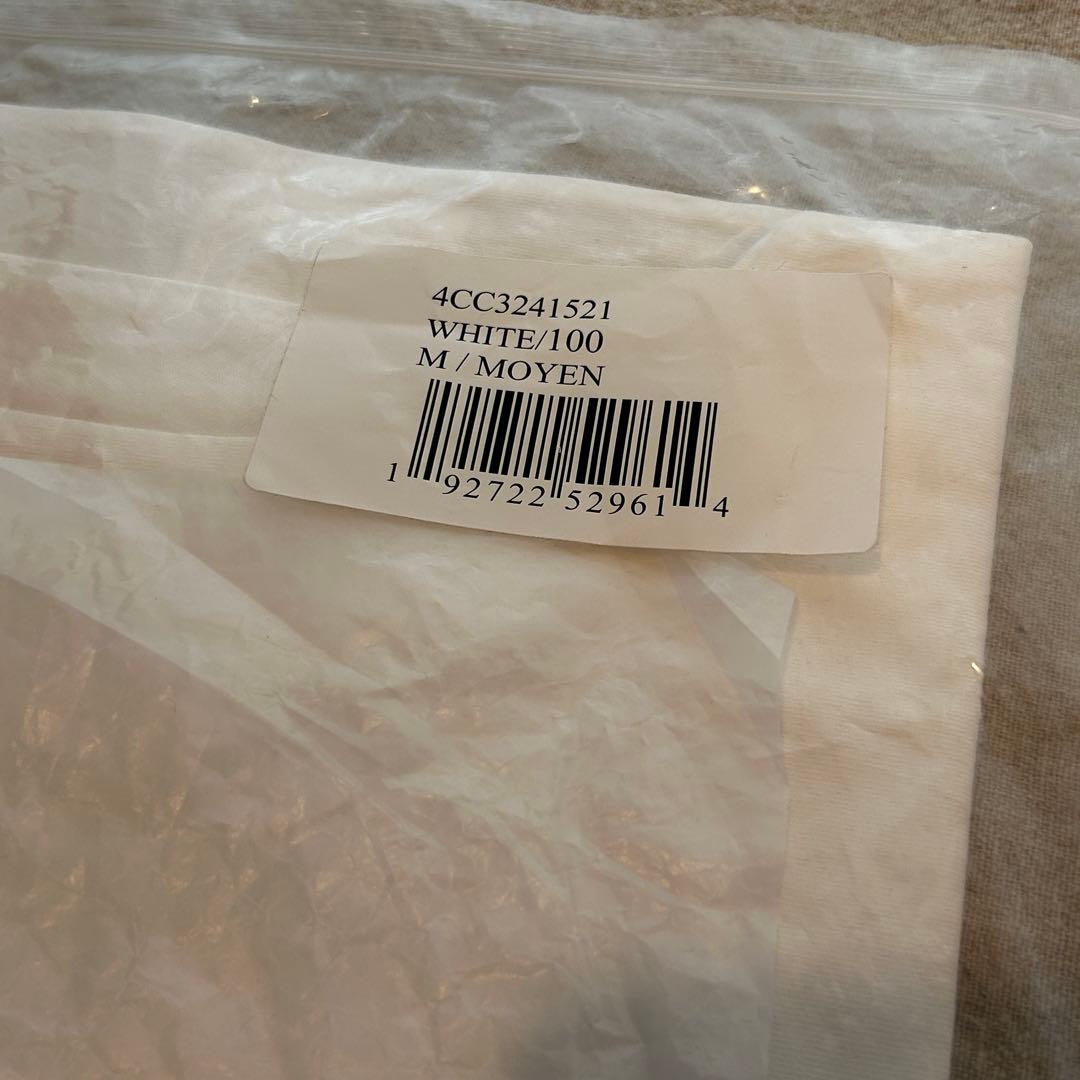 4CC3241521
WHITE/100
M / MOYEN
1 92722 52961 4